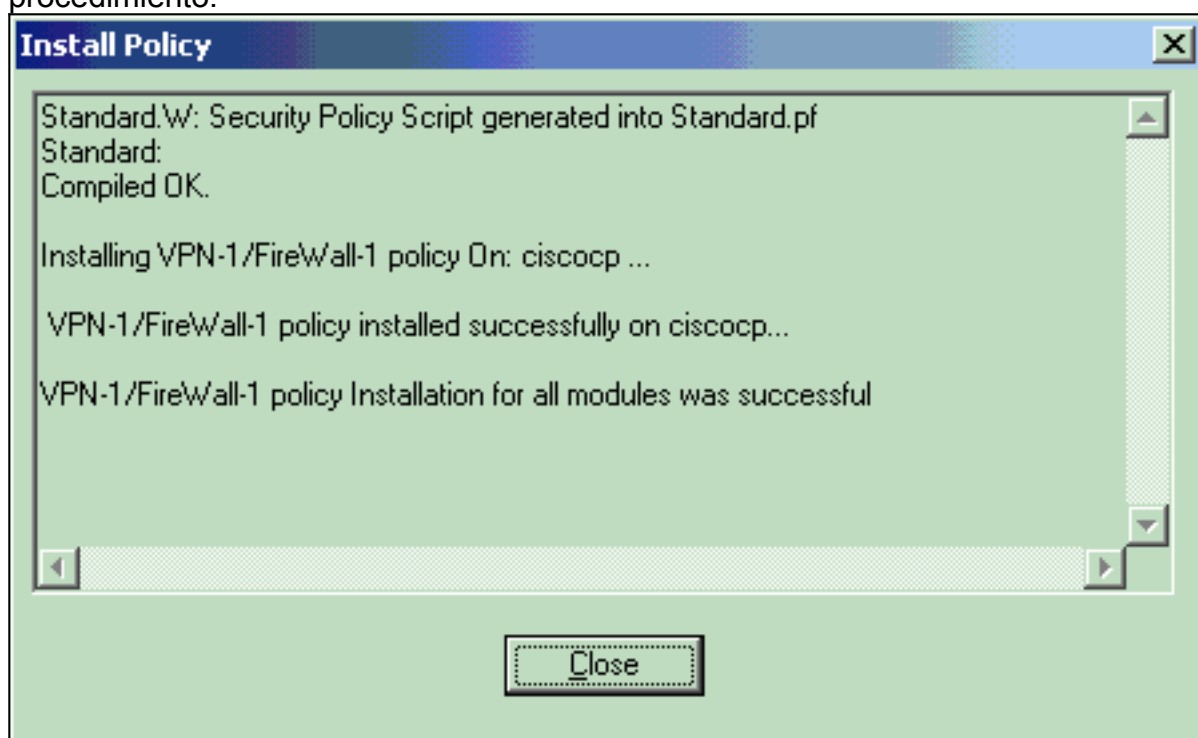 procedimiento.
Install Policy
Standard.W: Security Policy Script generated into Standard.pf
Standard:
Compiled OK.
Installing VPN-1/FireWall-1 policy On: ciscocp ...
VPN-1/FireWall-1 policy installed successfully on ciscocp...
VPN-1/FireWall-1 policy Installation for all modules was successful
Close